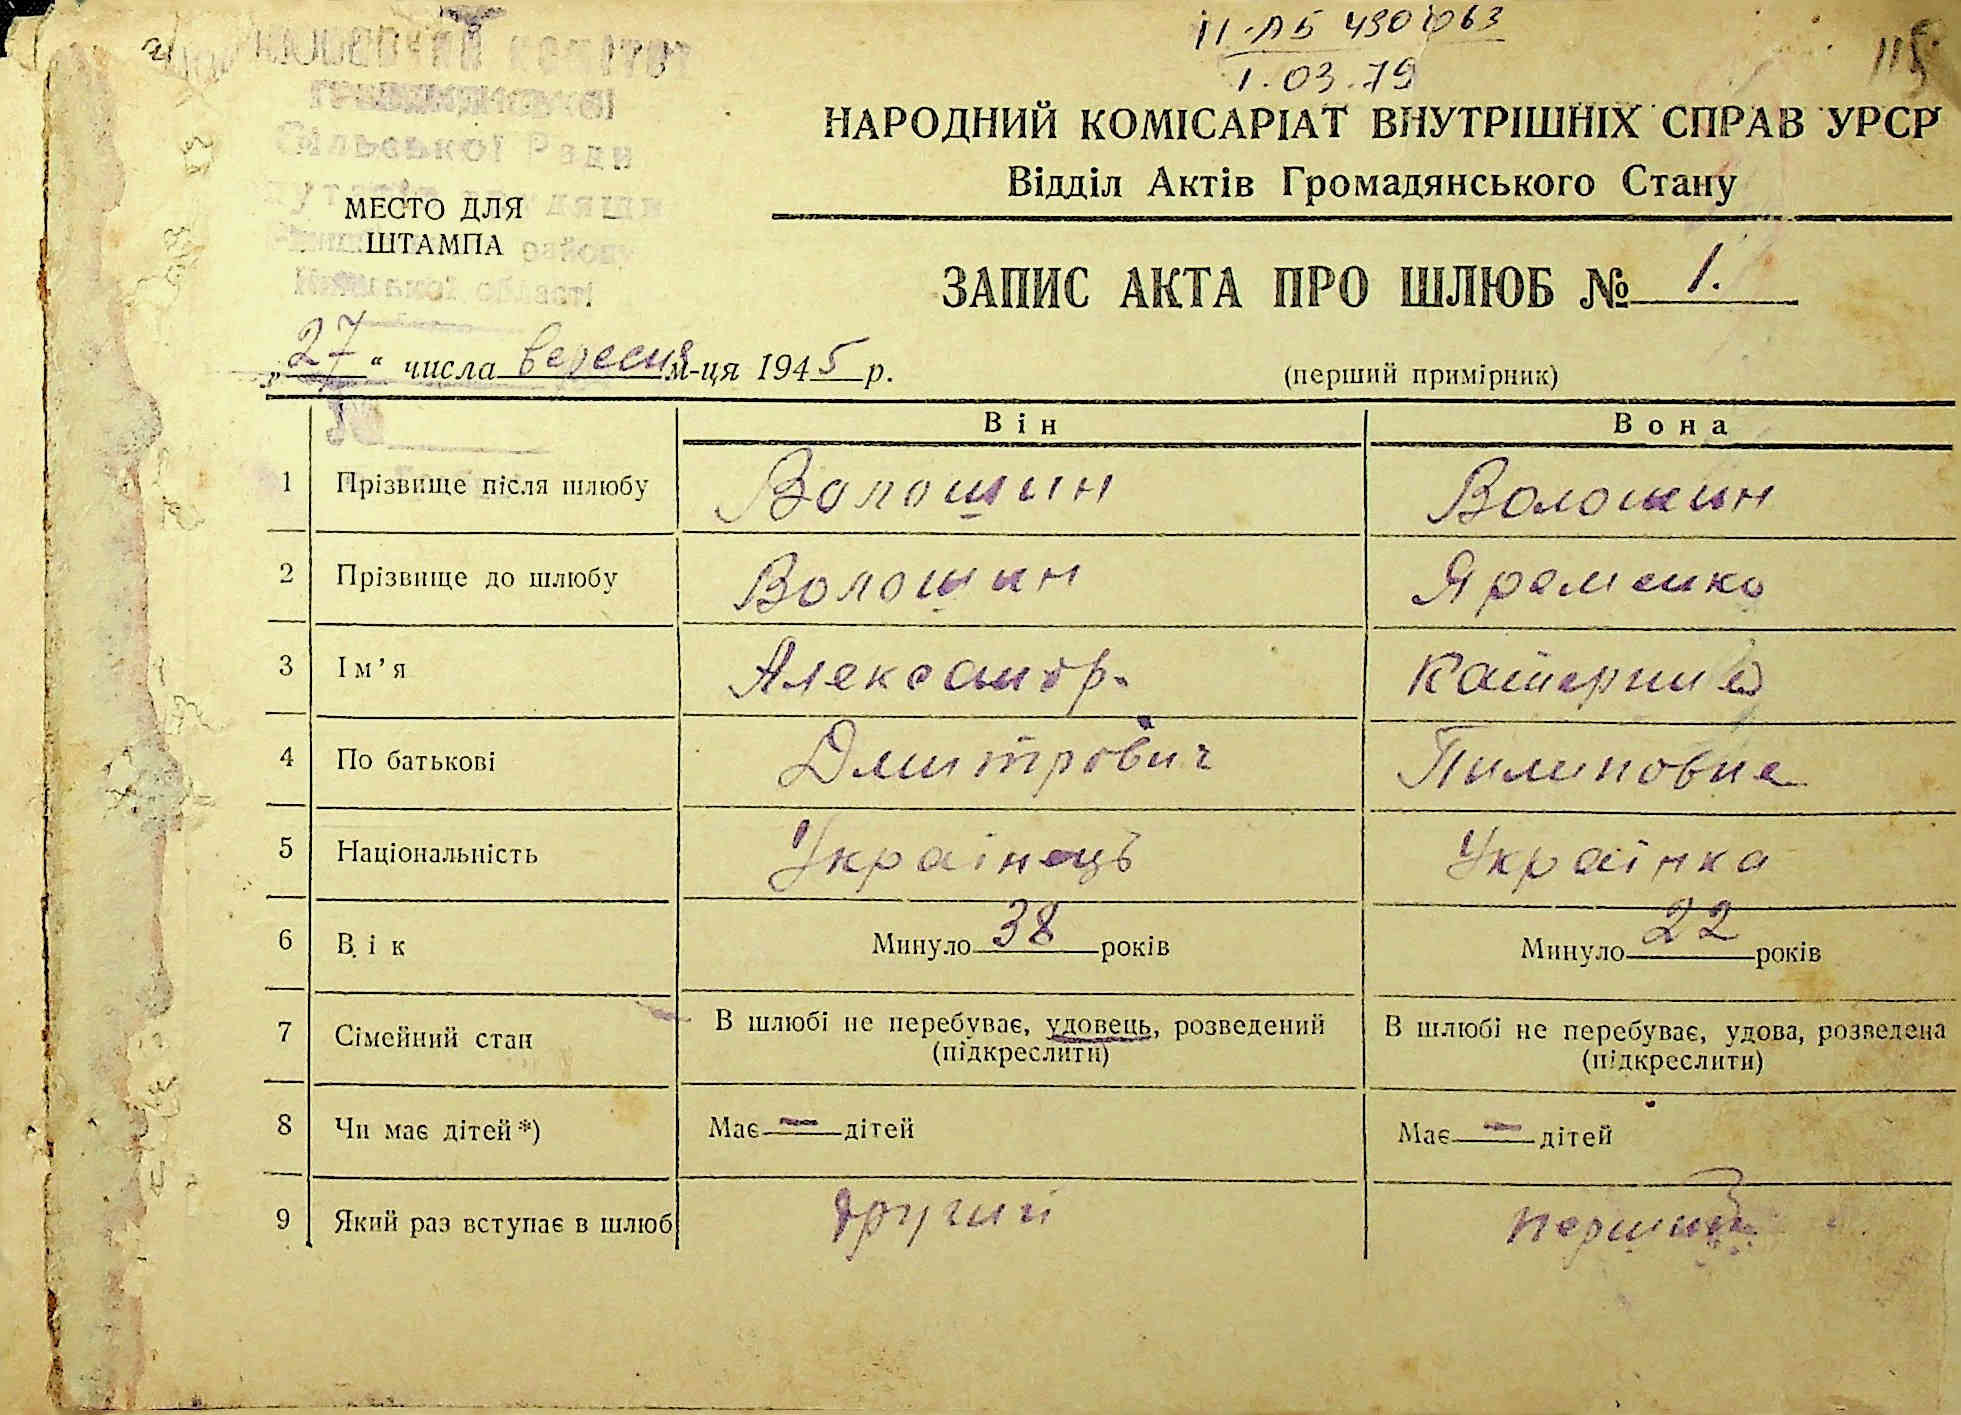 II-ЛБ 430063
1.03.79
115
НАРОДНИЙ КОМІСАРІАТ ВНУТРІШНІХ СПРАВ УРСР
Відділ Актів Громадянського Стану
Сільської Ради
МЕСТО ДЛЯ
ШТАМПА
району
області
ЗАПИС АКТА ПРО ШЛЮБ № 1.
„27“ числа вересня м-ця 1945 р.
(перший примірник)
Він Вона
1 Прізвище після шлюбу Волошин Волошин
2 Прізвище до шлюбу Волошин Яременко
3 Ім’я Александр. Катерина
4 По батькові Дмитрович Пилиповна
5 Національність Українець Українка
6 Вік Минуло 38 років Минуло 22 років
7 Сімейний стан В шлюбі не перебуває, удовець, розведений В шлюбі не перебуває, удова, розведена
(підкреслити) (підкреслити)
8 Чи має дітей*) Має — дітей Має — дітей
9 Який раз вступає в шлюб другий перший